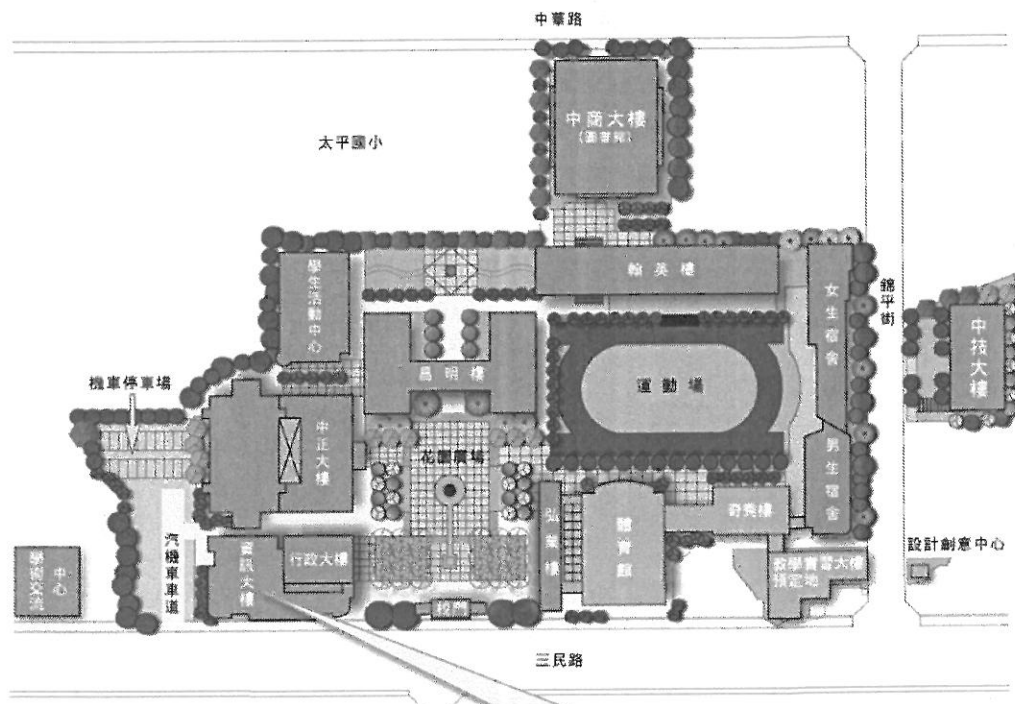 中華路
太平國小
中商大樓
(圖書館)
翰英樓
學生活動中心
女生宿舍
錦平街
中技大樓
昌明樓
運動場
機車停車場
中正大樓
花園廣場
男生宿舍
奇秀樓
弘業樓
體育館
汽機車車道
資訊大樓
行政大樓
設計創意中心
教學實習大樓
預定地
學術交流
中心
校門
三民路